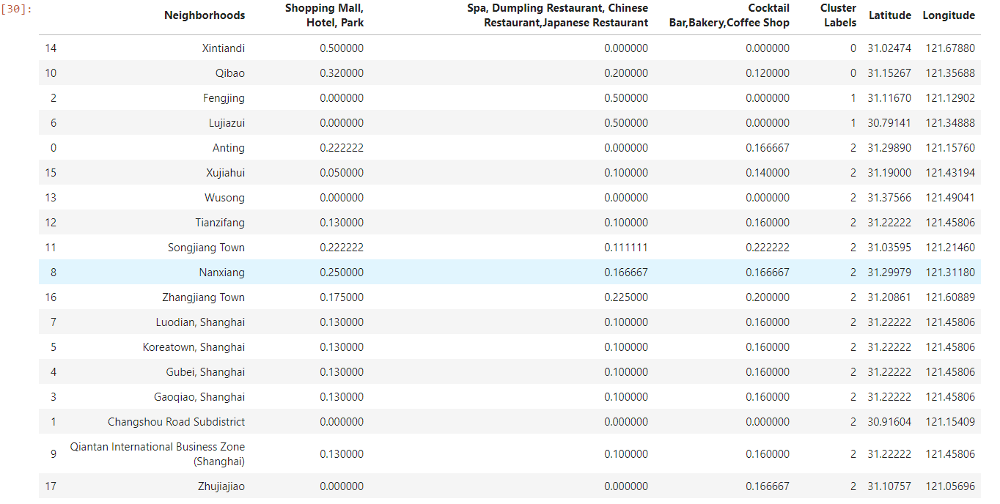 [30]:
Neighborhoods Shopping Mall, Hotel, Park Spa, Dumpling Restaurant, Chinese Restaurant,Japanese Restaurant Cocktail Bar,Bakery,Coffee Shop Cluster Labels Latitude Longitude
14 Xintiandi 0.500000 0.000000 0.000000 0 31.02474 121.67880
10 Qibao 0.320000 0.200000 0.120000 0 31.15267 121.35688
2 Fengjing 0.000000 0.500000 0.000000 1 31.11670 121.12902
6 Lujiazui 0.000000 0.500000 0.000000 1 30.79141 121.34888
0 Anting 0.222222 0.000000 0.166667 2 31.29890 121.15760
15 Xujiahui 0.050000 0.100000 0.140000 2 31.19000 121.43194
13 Wusong 0.000000 0.000000 0.000000 2 31.37566 121.49041
12 Tianzifang 0.130000 0.100000 0.160000 2 31.22222 121.45806
11 Songjiang Town 0.222222 0.111111 0.222222 2 31.03595 121.21460
8 Nanxiang 0.250000 0.166667 0.166667 2 31.29979 121.31180
16 Zhangjiang Town 0.175000 0.225000 0.200000 2 31.20861 121.60889
7 Luodian, Shanghai 0.130000 0.100000 0.160000 2 31.22222 121.45806
5 Koreatown, Shanghai 0.130000 0.100000 0.160000 2 31.22222 121.45806
4 Gubei, Shanghai 0.130000 0.100000 0.160000 2 31.22222 121.45806
3 Gaoqiao, Shanghai 0.130000 0.100000 0.160000 2 31.22222 121.45806
1 Changshou Road Subdistrict 0.000000 0.000000 0.000000 2 30.91604 121.15409
9 Qiantan International Business Zone (Shanghai) 0.130000 0.100000 0.160000 2 31.22222 121.45806
17 Zhujiajiao 0.000000 0.000000 0.166667 2 31.10757 121.05696